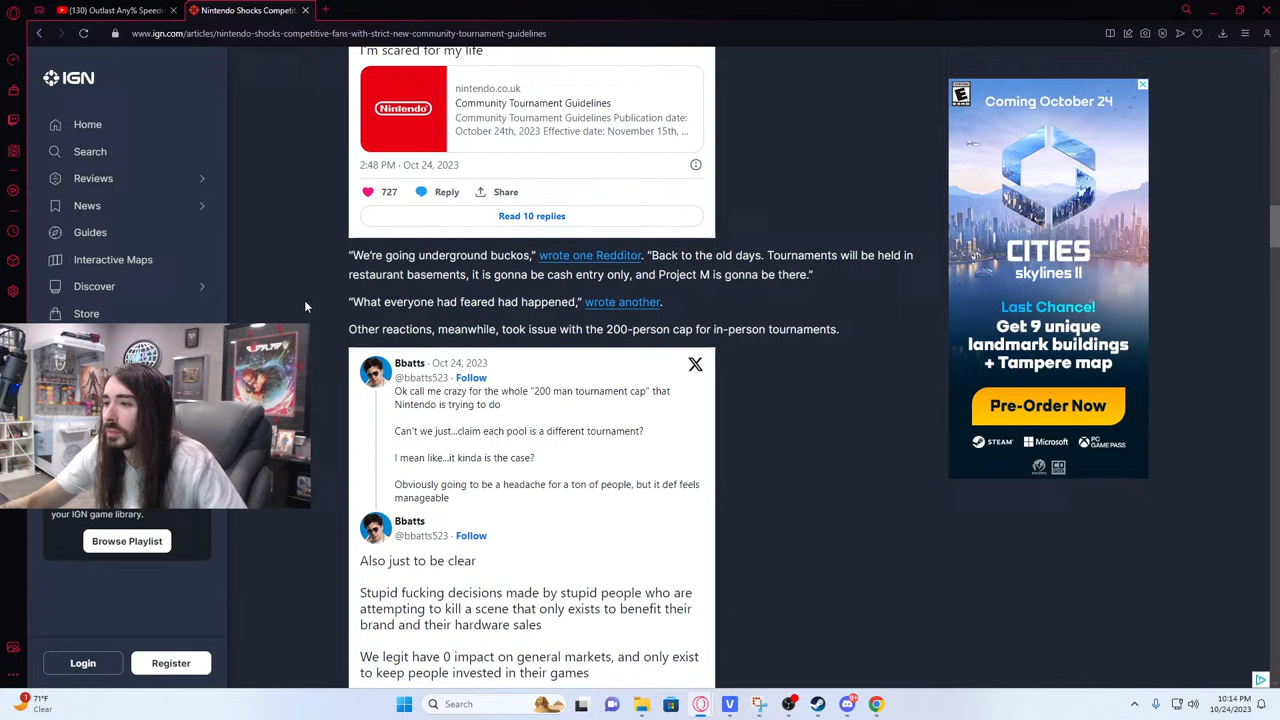 (130) Outlast Any% Speedr
Nintendo Shocks Competit
www.ign.com/articles/nintendo-shocks-competitive-fans-with-strict-new-community-tournament-guidelines
IGN
Home
Search
Reviews
News
Guides
Interactive Maps
Discover
Store
your IGN game library.
Browse Playlist
Login
Register
I'm scared for my life
Nintendo
nintendo.co.uk
Community Tournament Guidelines
Community Tournament Guidelines Publication date:
October 24th, 2023 Effective date: November 15th, ...
2:48 PM · Oct 24, 2023
727
Reply
Share
Read 10 replies
“We’re going underground buckos,” wrote one Redditor. “Back to the old days. Tournaments will be held in
restaurant basements, it is gonna be cash entry only, and Project M is gonna be there.”
“What everyone had feared had happened,” wrote another.
Other reactions, meanwhile, took issue with the 200-person cap for in-person tournaments.
Bbatts · Oct 24, 2023
@bbatts523 · Follow
Ok call me crazy for the whole "200 man tournament cap" that
Nintendo is trying to do
Can't we just...claim each pool is a different tournament?
I mean like...it kinda is the case?
Obviously going to be a headache for a ton of people, but it def feels
manageable
Bbatts
@bbatts523 · Follow
Also just to be clear
Stupid fucking decisions made by stupid people who are
attempting to kill a scene that only exists to benefit their
brand and their hardware sales
We legit have 0 impact on general markets, and only exist
to keep people invested in their games
E
Coming October 24
CITIES
SKYLINES II
Last Chance!
Get 9 unique
landmark buildings
+ Tampere map
Pre-Order Now
STEAM
Microsoft
PC
GAME PASS
1
71°F
Clear
Search
10:14 PM
10/24/2023